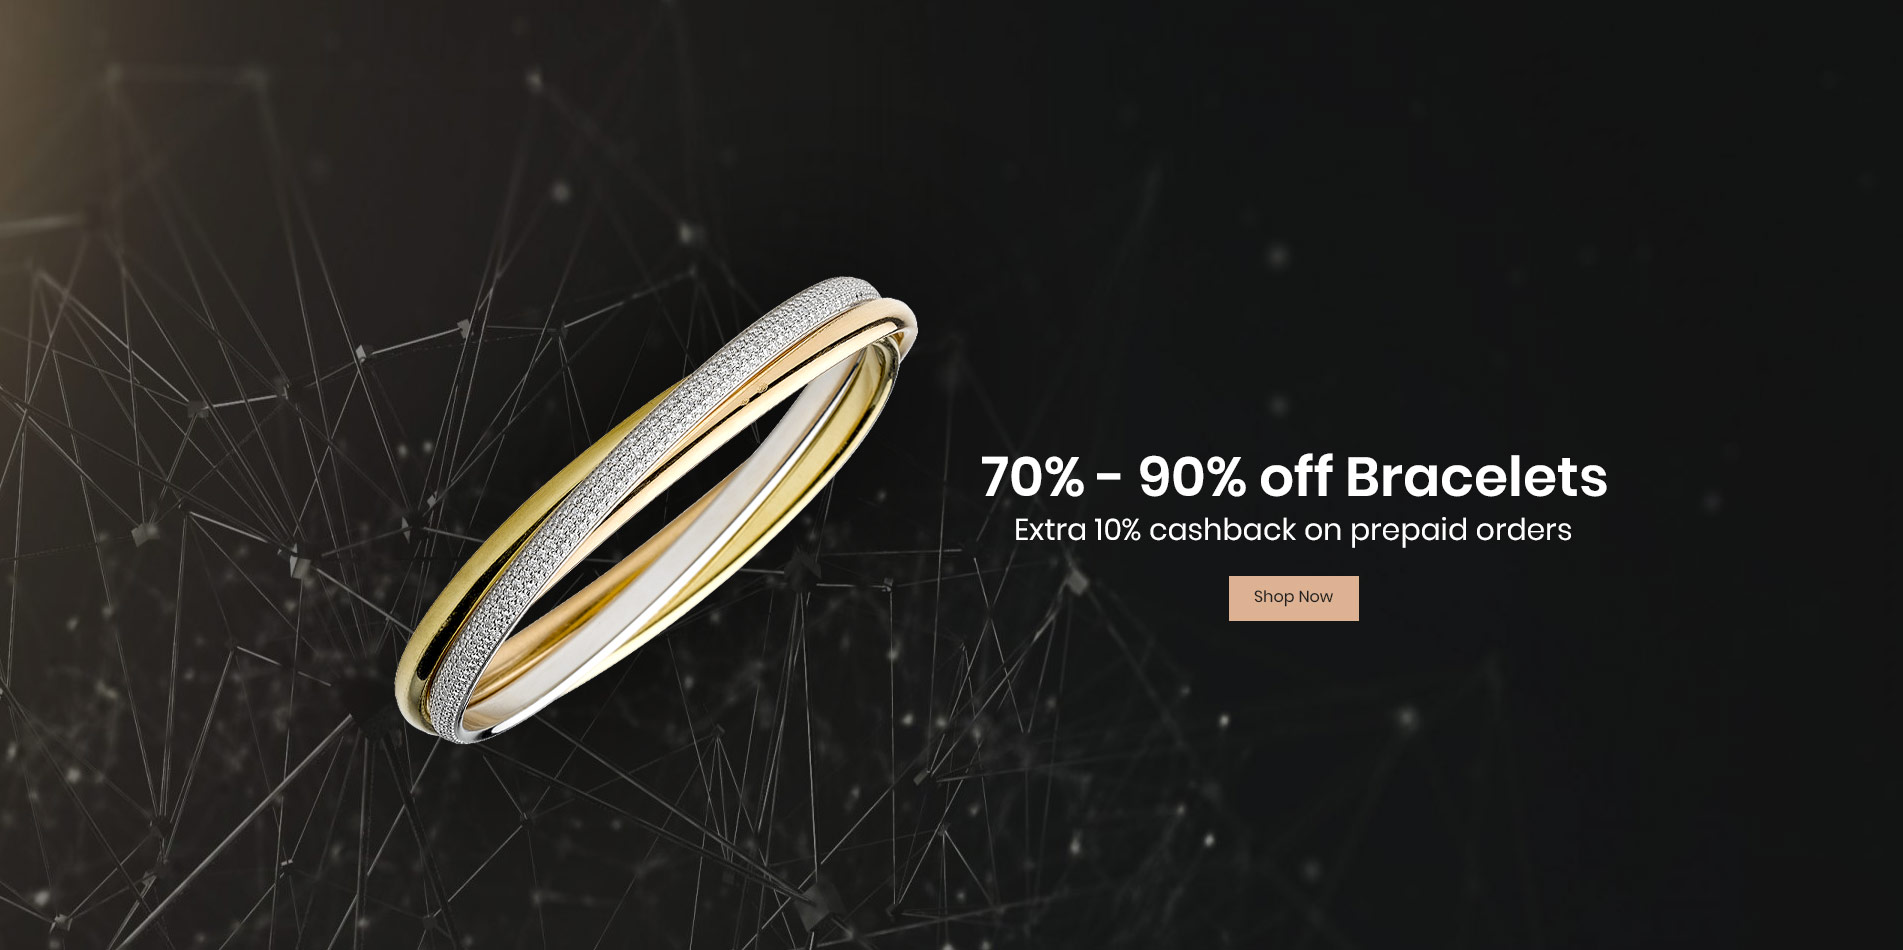 70% - 90% off Bracelets
Extra 10% cashback on prepaid orders
Shop Now